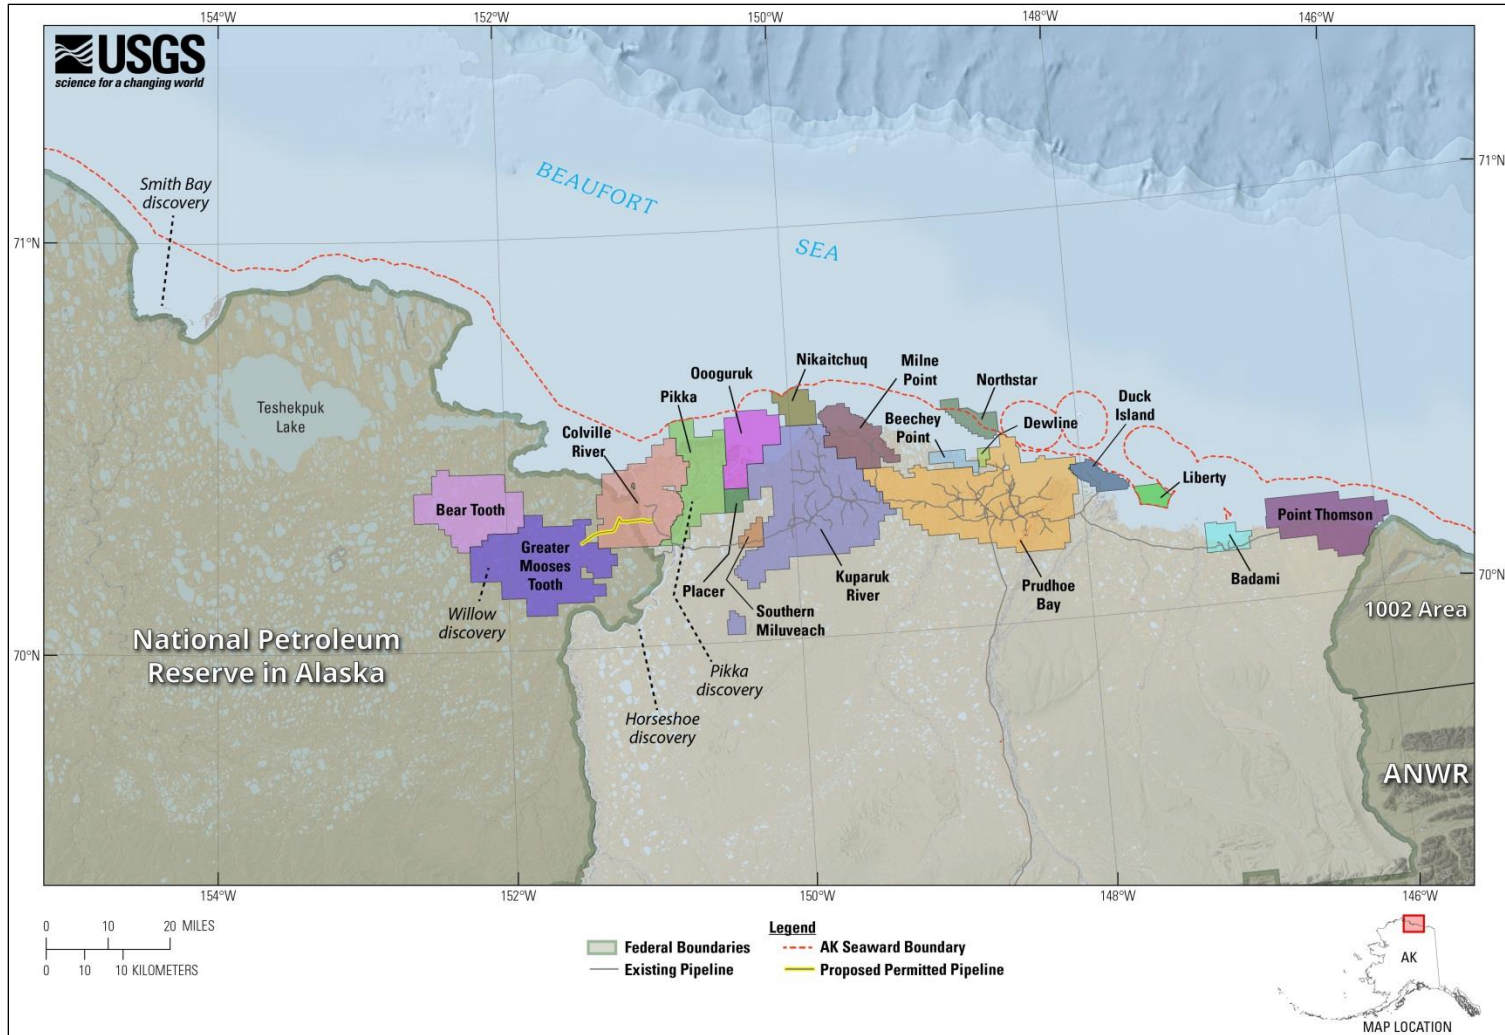 154°W
152°W
150°W
148°W
146°W
USGS
science for a changing world
71°N
71°N
Smith Bay
discovery
BEAUFORT
SEA
Teshekpuk
Lake
Colville
River
Pikka
Oooguruk
Nikaitchuq
Milne
Point
Beechey
Point
Northstar
Dewline
Duck
Island
Liberty
Bear Tooth
Greater
Mooses
Tooth
Point Thomson
Willow
discovery
Placer
Southern
Miluveach
Kuparuk
River
Prudhoe
Bay
Badami
70°N
70°N
1002 Area
National Petroleum
Reserve in Alaska
Pikka
discovery
Horseshoe
discovery
ANWR
154°W
152°W
150°W
148°W
146°W
0 10 20 MILES
0 10 10 KILOMETERS
Legend
Federal Boundaries
AK Seaward Boundary
Existing Pipeline
Proposed Permitted Pipeline
AK
MAP LOCATION